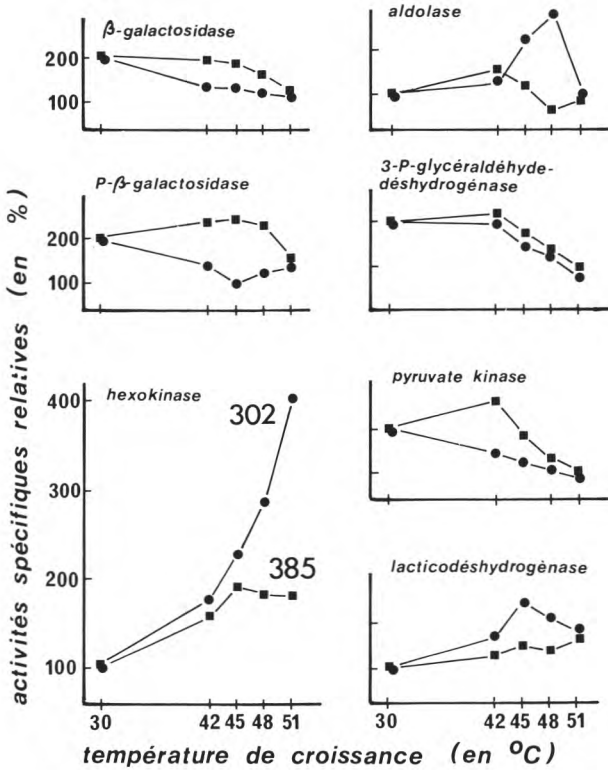 β-galactosidase
200
100
aldolase
P-β-galactosidase
200
100
3-P-glycéraldéhyde-
déshydrogénase
hexokinase
400
300
200
100
302
385
pyruvate kinase
lacticodéshydrogènase
30 42 45 48 51
30 42 45 48 51
activités spécifiques relatives (en %)
température de croissance (en °C)